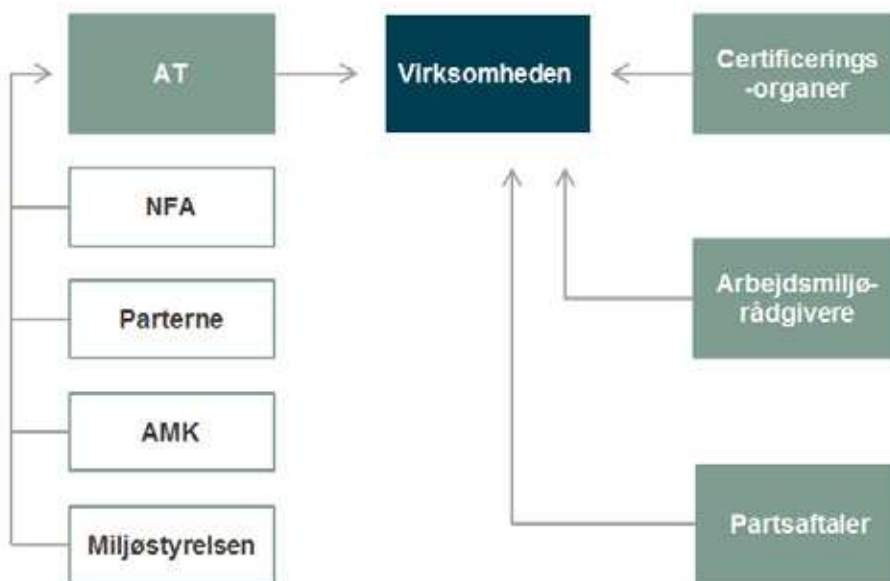 AT
Virksomheden
Certificerings
-organer
NFA
Parterne
AMK
Miljøstyrelsen
Arbejdsmiljø-
rådgivere
Partsaftaler